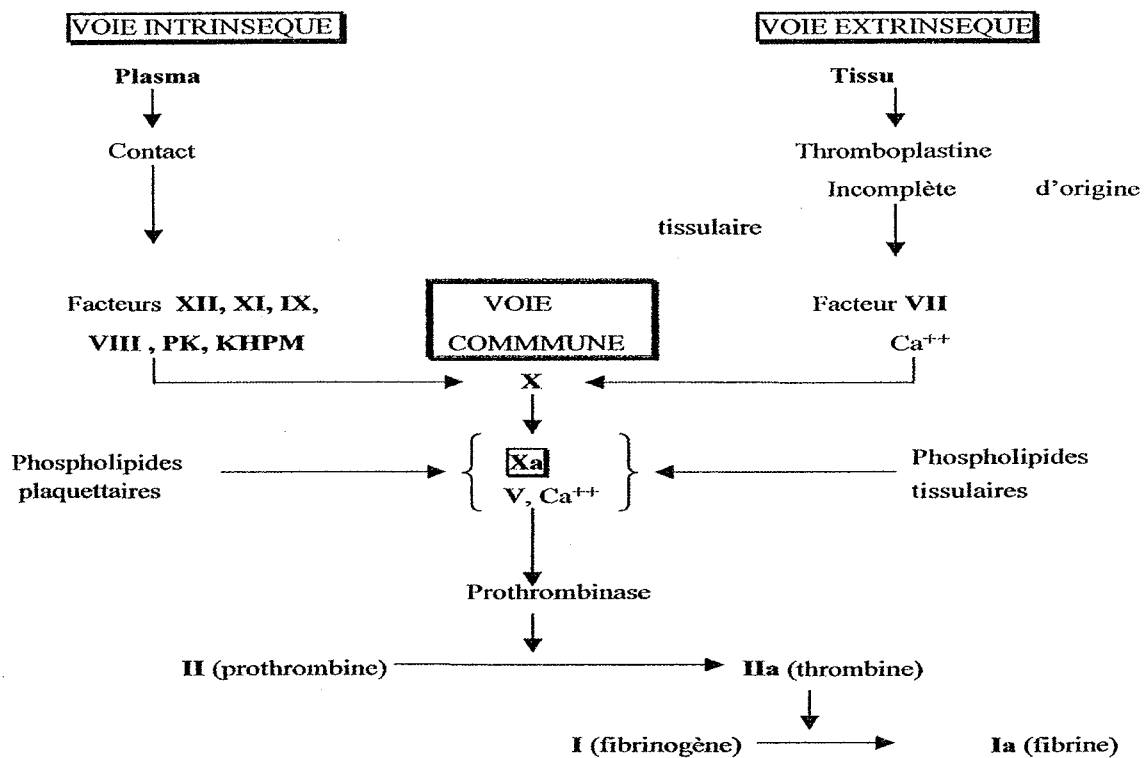 VOIE INTRINSEQUE
VOIE EXTRINSEQUE
Plasma
Tissu
Contact
Thromboplastine
Incomplète d'origine
tissulaire
Facteurs XII, XI, IX,
VIII , PK, KHPM
VOIE
COMMMUNE
Facteur VII
Ca++
X
Phospholipides
plaquettaires
Xa
V, Ca++
Phospholipides
tissulaires
Prothrombinase
II (prothrombine)
IIa (thrombine)
I (fibrinogène)
Ia (fibrine)